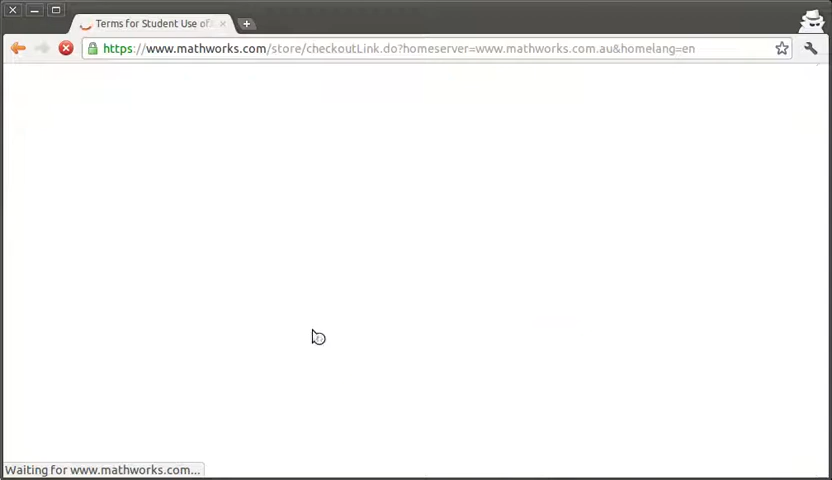 Terms for Student Use of
https://www.mathworks.com/store/checkoutLink.do?homeserver=www.mathworks.com.au&homelang=en
Waiting for www.mathworks.com...